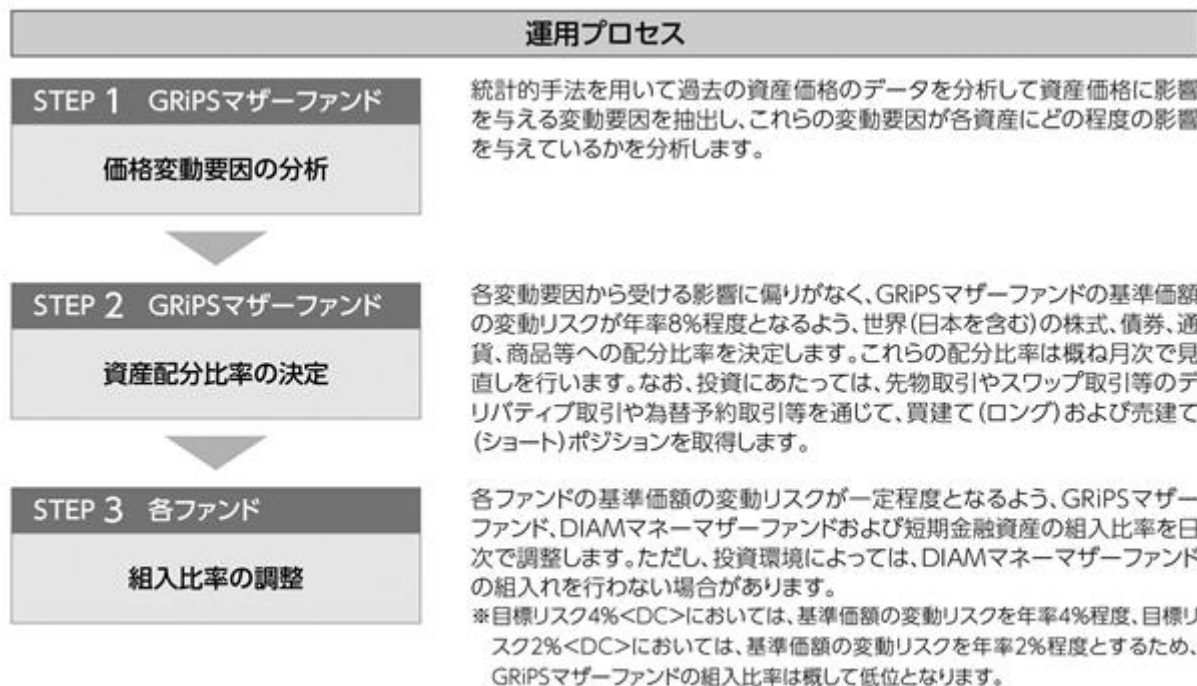 運用プロセス
STEP 1 GRiPSマザーファンド
価格変動要因の分析
統計的手法を用いて過去の資産価格のデータを分析して資産価格に影響
を与える変動要因を抽出し、これらの変動要因が各資産にどの程度の影響
を与えているかを分析します。
STEP 2 GRiPSマザーファンド
資産配分比率の決定
各変動要因から受ける影響に偏りがなく、GRiPSマザーファンドの基準価額
の変動リスクが年率8%程度となるよう、世界(日本を含む)の株式、債券、通
貨、商品等への配分比率を決定します。これらの配分比率は概ね月次で見
直しを行います。なお、投資にあたっては、先物取引やスワップ取引等のデ
リバティブ取引や為替予約取引等を通じて、買建て(ロング)および売建て
(ショート)ポジションを取得します。
STEP 3 各ファンド
組入比率の調整
各ファンドの基準価額の変動リスクが一定程度となるよう、GRiPSマザー
ファンド、DIAMマネーマザーファンドおよび短期金融資産の組入比率を日
次で調整します。ただし、投資環境によっては、DIAMマネーマザーファンド
の組入れを行わない場合があります。
※目標リスク4%<DC>においては、基準価額の変動リスクを年率4%程度、目標リ
スク2%<DC>においては、基準価額の変動リスクを年率2%程度とするため、
GRiPSマザーファンドの組入比率は概して低位となります。